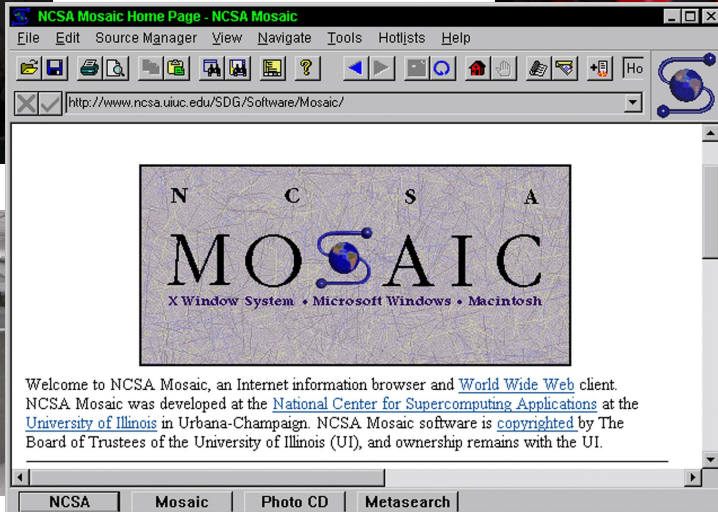 NCSA Mosaic Home Page - NCSA Mosaic
File Edit Source Manager View Navigate Tools Hotlists Help
Ho
http://www.ncsa.uiuc.edu/SDG/Software/Mosaic/
N C S A
MOSAIC
X Window System • Microsoft Windows • Macintosh
Welcome to NCSA Mosaic, an Internet information browser and World Wide Web client.
NCSA Mosaic was developed at the National Center for Supercomputing Applications at the
University of Illinois in Urbana-Champaign. NCSA Mosaic software is copyrighted by The
Board of Trustees of the University of Illinois (UI), and ownership remains with the UI.
NCSA Mosaic Photo CD Metasearch